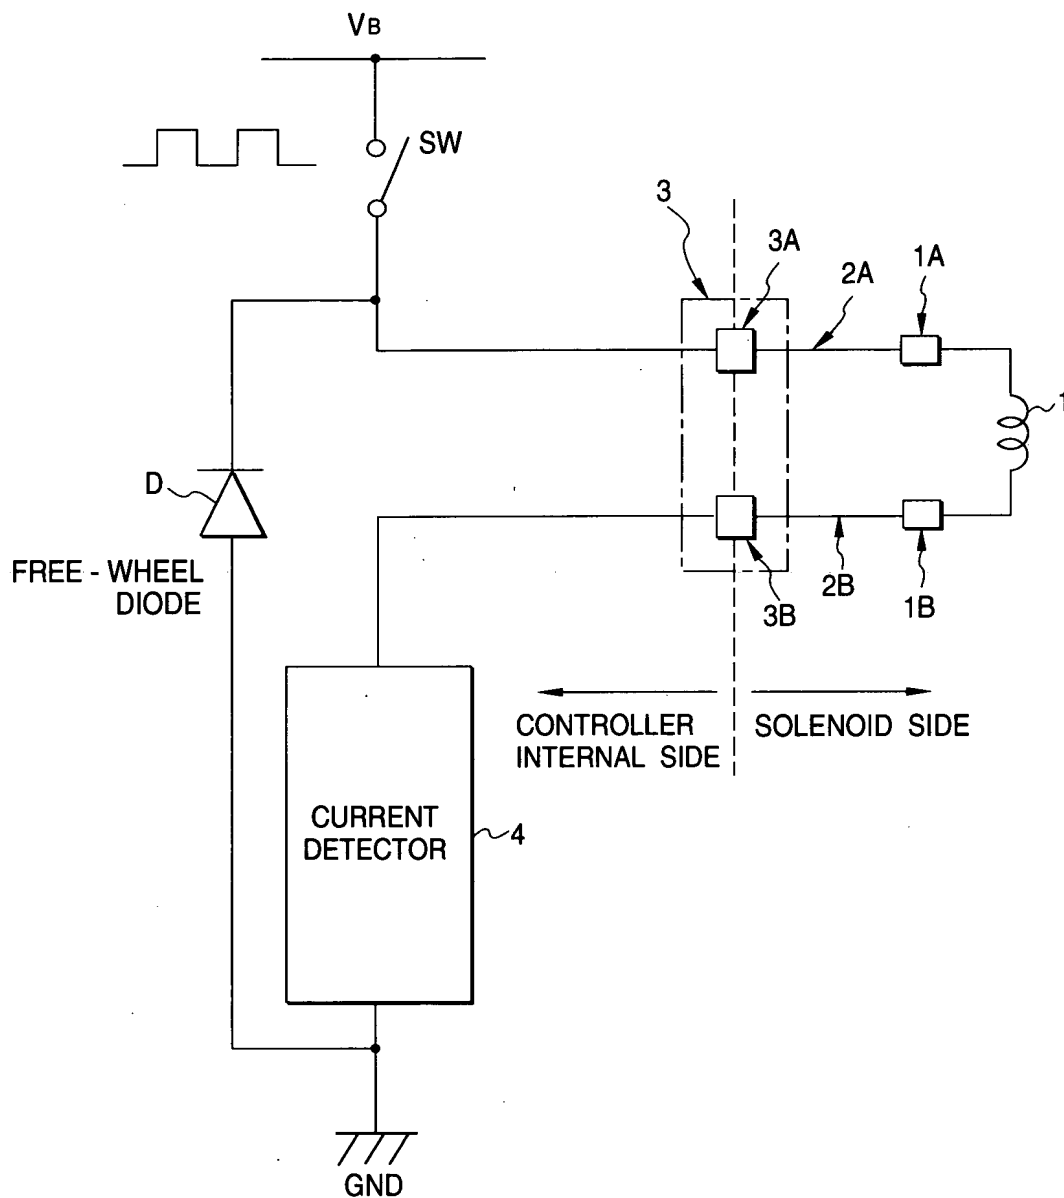 VB
SW
3
3A
2A
1A
1
D
FREE - WHEEL
DIODE
3B
2B
1B
CONTROLLER
INTERNAL SIDE
SOLENOID SIDE
CURRENT
DETECTOR
4
GND